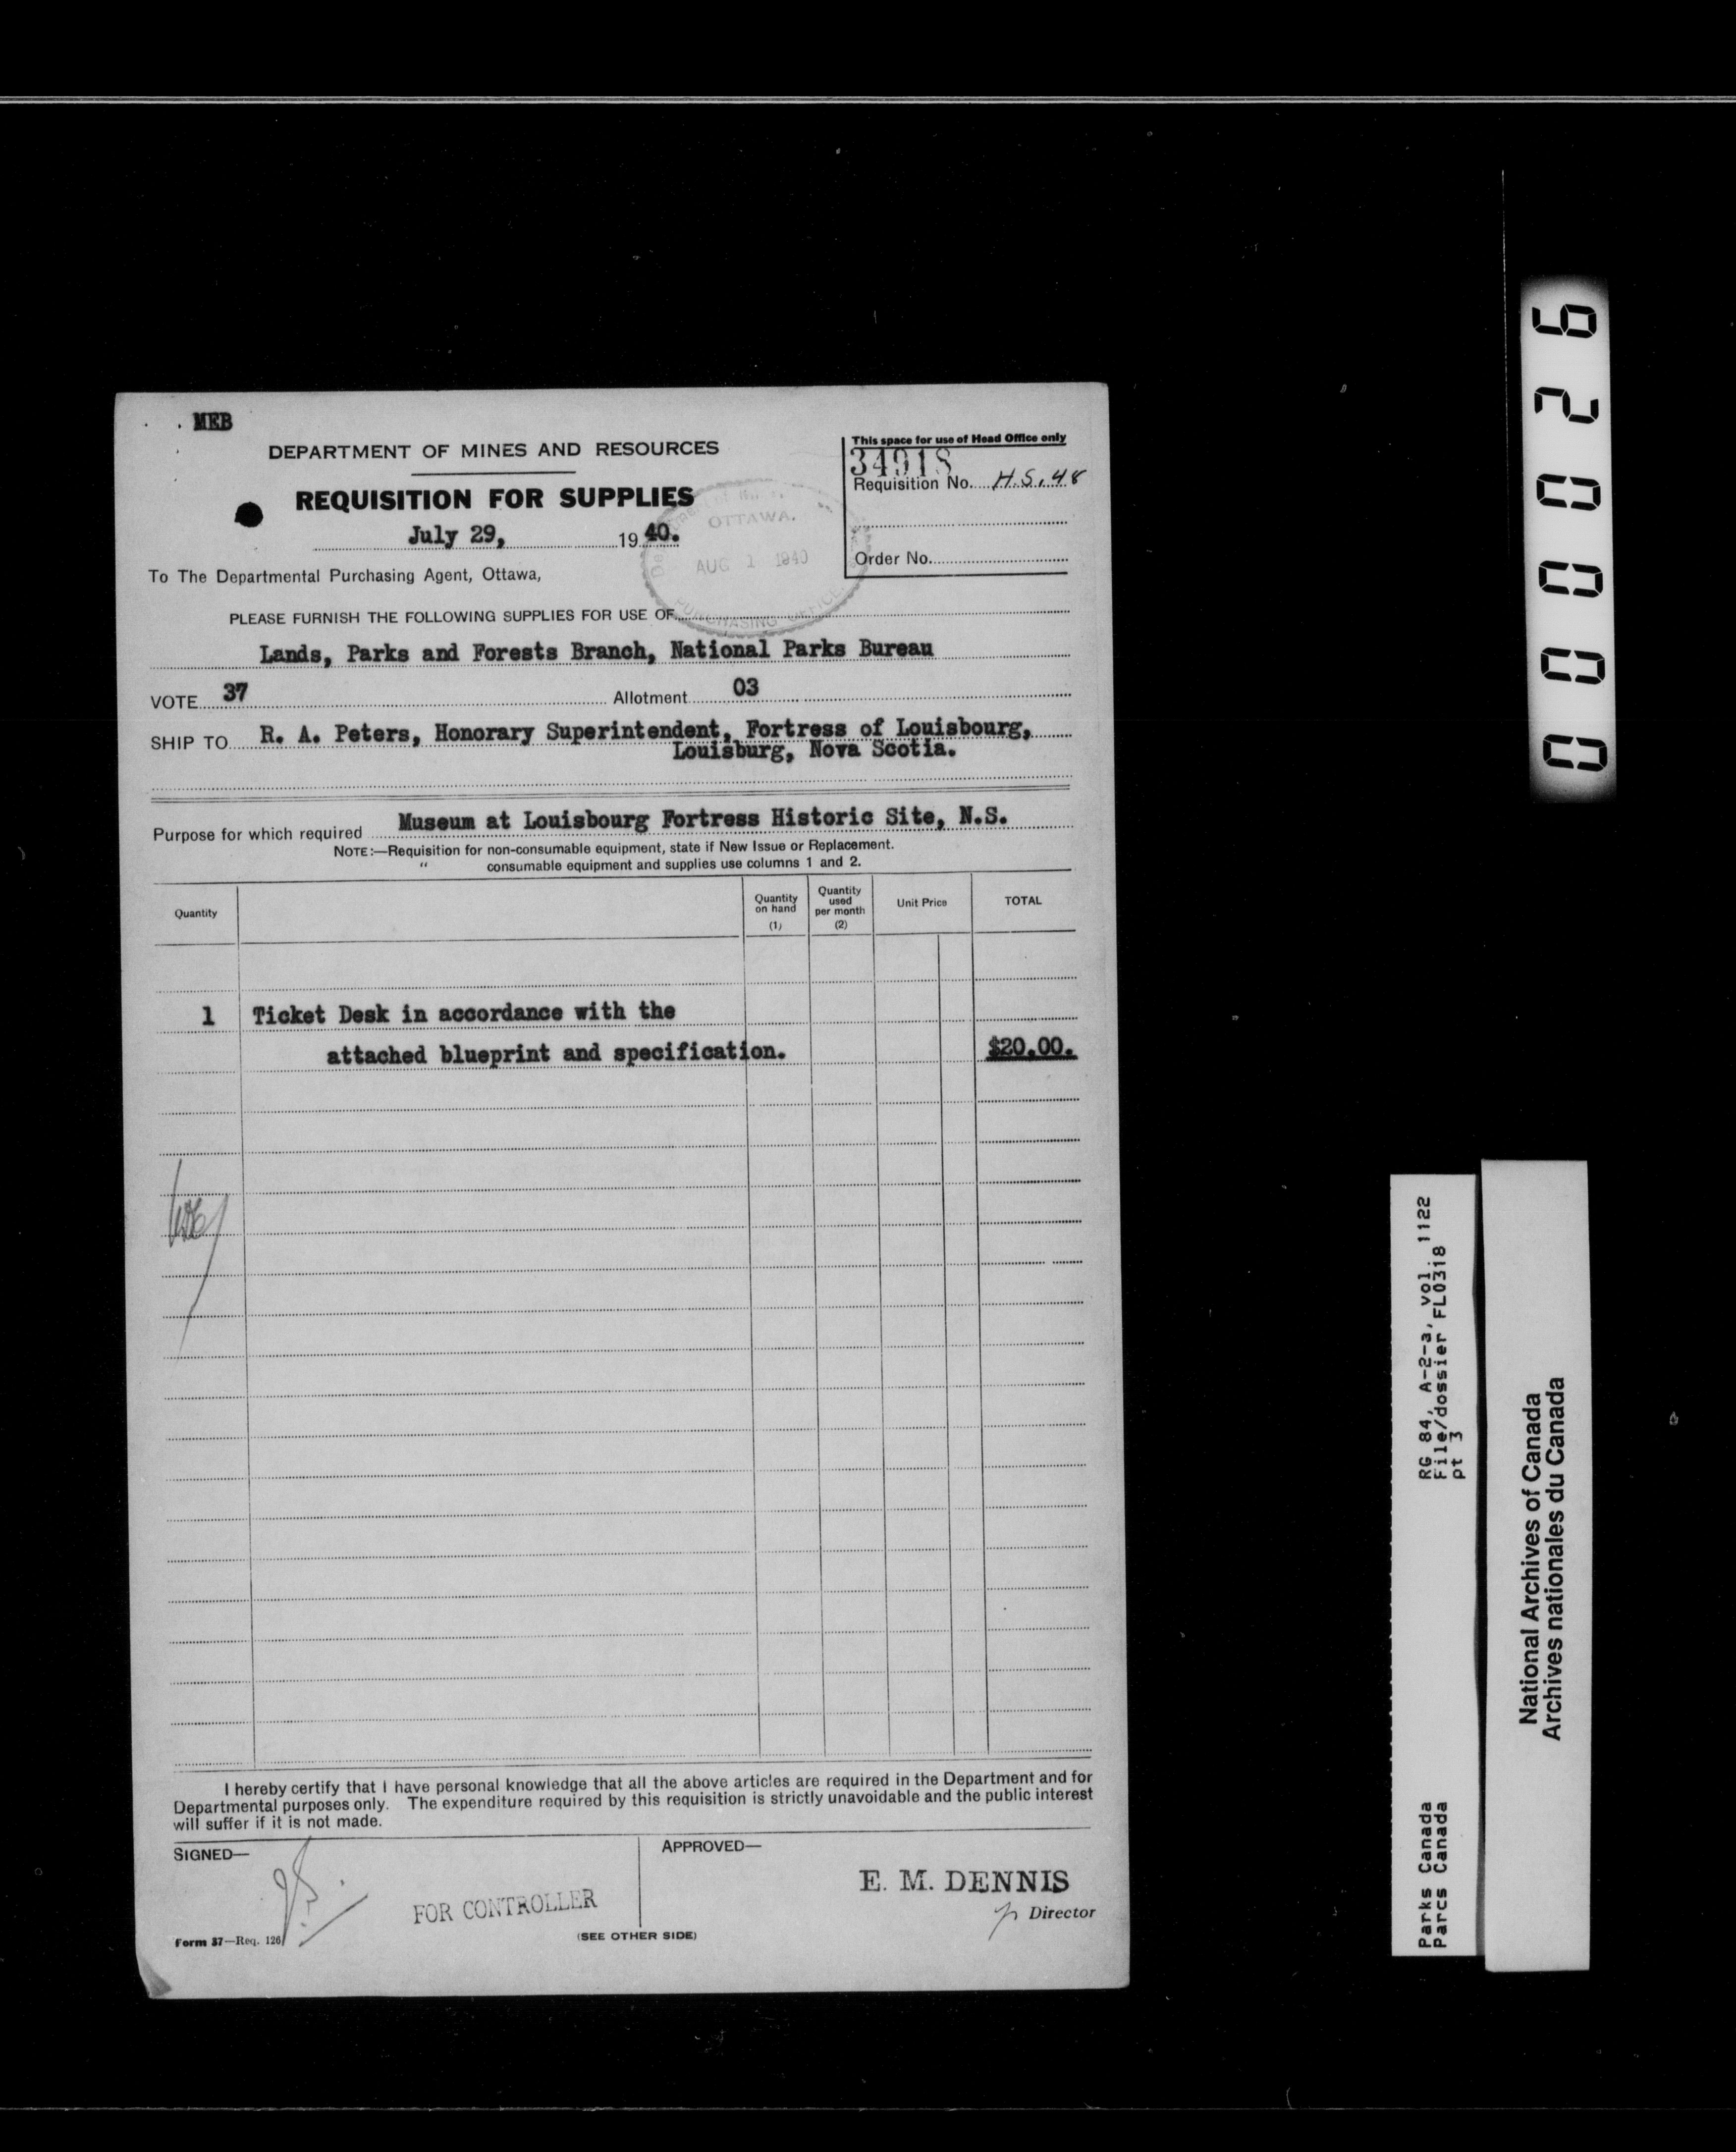 MEB
DEPARTMENT OF MINES AND RESOURCES
REQUISITION FOR SUPPLIES
July 29, 1940.
This space for use of Head Office only
34918
Requisition No. H.S. 48
Order No.
OTTAWA.
AUG 1 1940
PURCHASING OFFICE
To The Departmental Purchasing Agent, Ottawa,
PLEASE FURNISH THE FOLLOWING SUPPLIES FOR USE OF
Lands, Parks and Forests Branch, National Parks Bureau
VOTE 37 Allotment 03
SHIP TO R. A. Peters, Honorary Superintendent, Fortress of Louisbourg,
Louisburg, Nova Scotia.
Purpose for which required Museum at Louisbourg Fortress Historic Site, N.S.
NOTE:—Requisition for non-consumable equipment, state if New Issue or Replacement.
" consumable equipment and supplies use columns 1 and 2.
Quantity Quantity on hand (1) Quantity used per month (2) Unit Price TOTAL
1 Ticket Desk in accordance with the
attached blueprint and specification. $20.00.
I hereby certify that I have personal knowledge that all the above articles are required in the Department and for
Departmental purposes only. The expenditure required by this requisition is strictly unavoidable and the public interest
will suffer if it is not made.
SIGNED—
FOR CONTROLLER
APPROVED—
E. M. DENNIS
Director
Form 37—Req. 126
(SEE OTHER SIDE)
00026
RG 84, A-2-3, vol. 1122
File/dossier FL0318
pt 3
Parks Canada
Parcs Canada
National Archives of Canada
Archives nationales du Canada